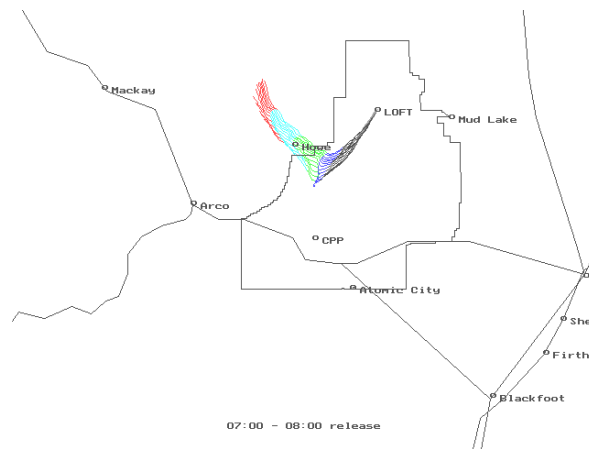 Mackay
LOFT
Mud Lake
Howe
Arco
CPP
Atomic City
She
Firth
Blackfoot
07:00 - 08:00 release